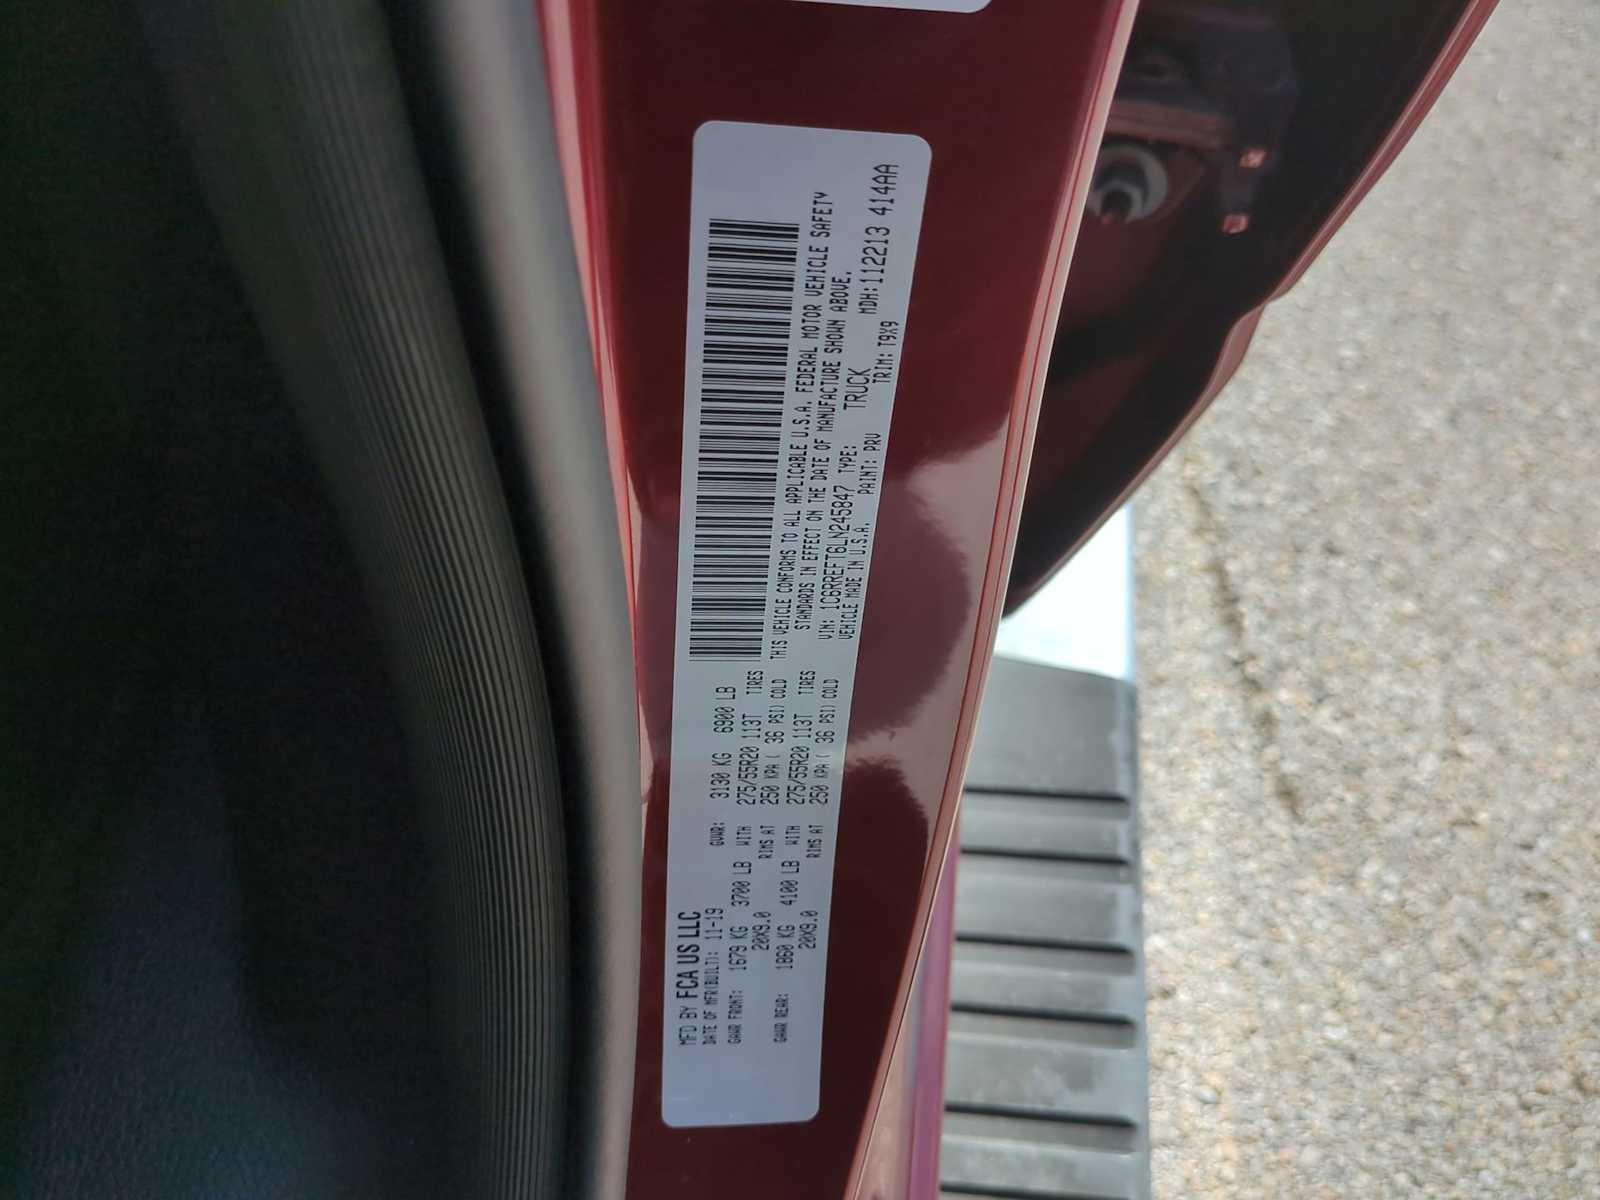 MFD BY FCA US LLC
DATE OF MFR(BUILT): 11-19 GVWR: 3130 KG 6900 LB
GAWR FRONT: 1679 KG 3700 LB WITH 275/55R20 113T TIRES
20X9.0 RIMS AT 250 KPA ( 36 PSI) COLD
GAWR REAR: 1860 KG 4100 LB WITH 275/55R20 113T TIRES
20X9.0 RIMS AT 250 KPA ( 36 PSI) COLD
THIS VEHICLE CONFORMS TO ALL APPLICABLE U.S.A. FEDERAL MOTOR VEHICLE SAFETY
STANDARDS IN EFFECT ON THE DATE OF MANUFACTURE SHOWN ABOVE.
VIN: 1C6RREFT6LN245847 TYPE: TRUCK MDH:112213 414AA
VEHICLE MADE IN U.S.A. PAINT: PRV TRIM: T9X9